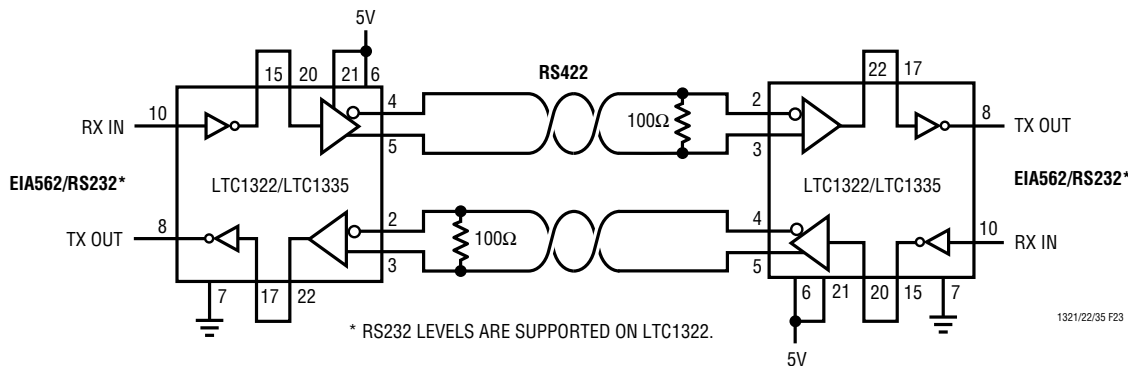 5V
15 20 21 6
RS422
22 17
10
4
2
8
RX IN
100Ω
TX OUT
5
3
EIA562/RS232*
LTC1322/LTC1335
LTC1322/LTC1335
EIA562/RS232*
8
2
4
10
TX OUT
100Ω
RX IN
3
5
7
17 22
6 21 20 15 7
* RS232 LEVELS ARE SUPPORTED ON LTC1322.
1321/22/35 F23
5V